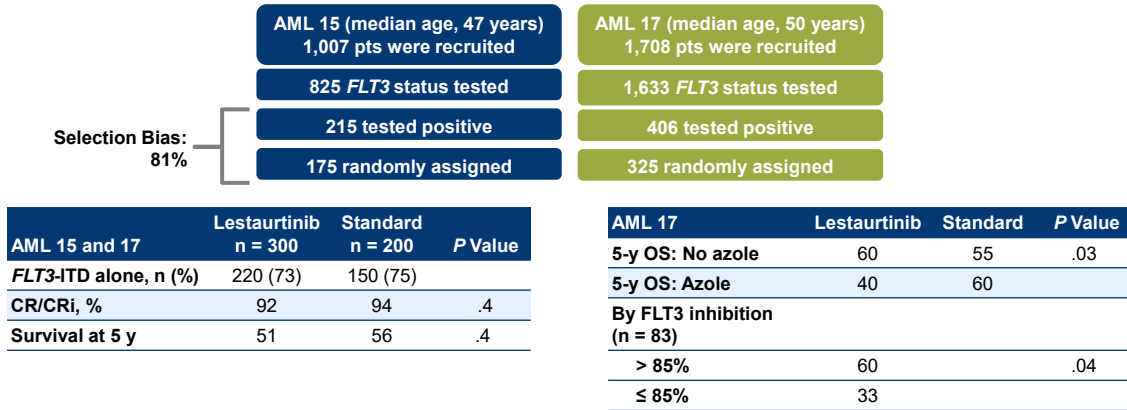 AML 15 (median age, 47 years)
1,007 pts were recruited
AML 17 (median age, 50 years)
1,708 pts were recruited
825 FLT3 status tested
1,633 FLT3 status tested
Selection Bias:
81%
215 tested positive
406 tested positive
175 randomly assigned
325 randomly assigned
AML 15 and 17 Lestaurtinib n = 300 Standard n = 200 P Value
FLT3-ITD alone, n (%) 220 (73) 150 (75)
CR/CRi, % 92 94 .4
Survival at 5 y 51 56 .4
AML 17 Lestaurtinib Standard P Value
5-y OS: No azole 60 55 .03
5-y OS: Azole 40 60
By FLT3 inhibition
(n = 83)
> 85% 60 .04
≤ 85% 33